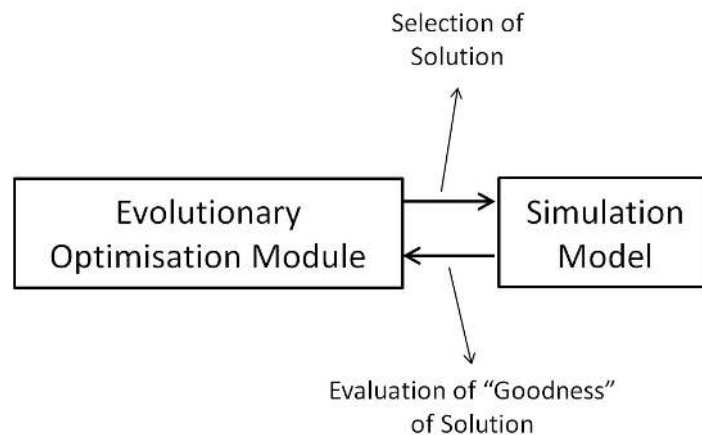 Selection of
Solution
Evolutionary
Optimisation Module
Simulation
Model
Evaluation of “Goodness”
of Solution